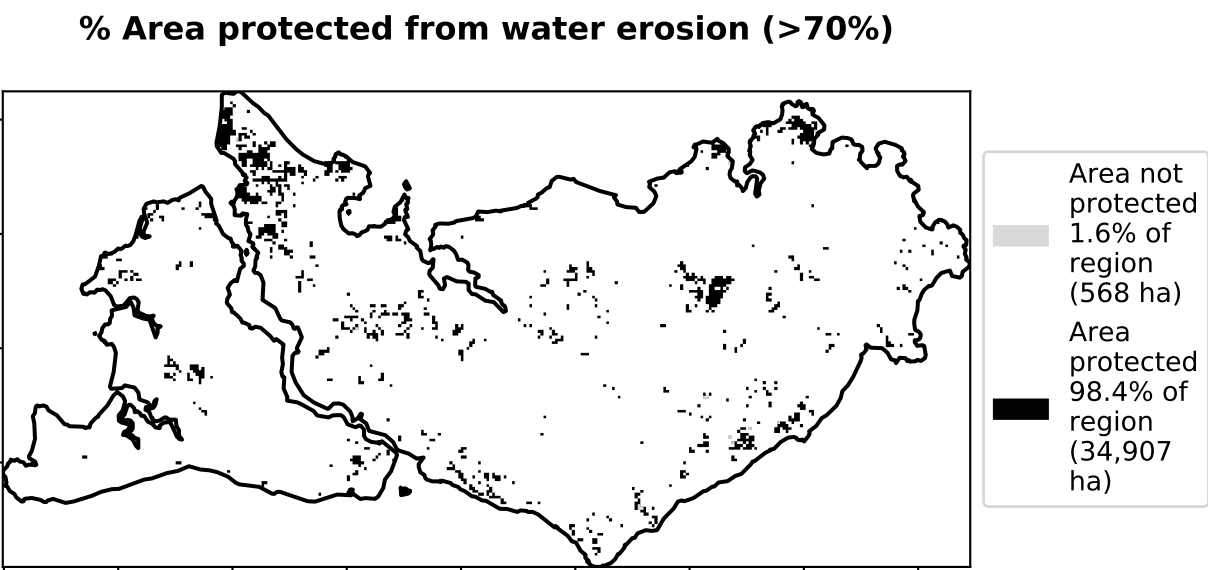 % Area protected from water erosion (>70%)
Area not
protected
1.6% of
region
(568 ha)
Area
protected
98.4% of
region
(34,907
ha)